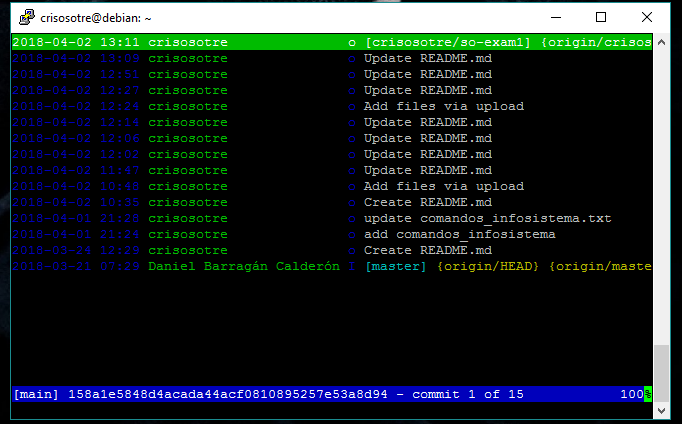 crisosotre@debian: ~
2018-04-02 13:11 crisosotre o [crisosotre/so-exam1] {origin/crisos
2018-04-02 13:09 crisosotre o Update README.md
2018-04-02 12:51 crisosotre o Update README.md
2018-04-02 12:27 crisosotre o Update README.md
2018-04-02 12:24 crisosotre o Add files via upload
2018-04-02 12:14 crisosotre o Update README.md
2018-04-02 12:06 crisosotre o Update README.md
2018-04-02 12:02 crisosotre o Update README.md
2018-04-02 11:47 crisosotre o Update README.md
2018-04-02 10:48 crisosotre o Add files via upload
2018-04-02 10:35 crisosotre o Create README.md
2018-04-01 21:28 crisosotre o update comandos_infosistema.txt
2018-04-01 21:24 crisosotre o add comandos_infosistema
2018-03-24 12:29 crisosotre o Create README.md
2018-03-21 07:29 Daniel Barragán Calderón I [master] {origin/HEAD} {origin/maste
[main] 158a1e5848d4acada44acf0810895257e53a8d94 - commit 1 of 15 100%